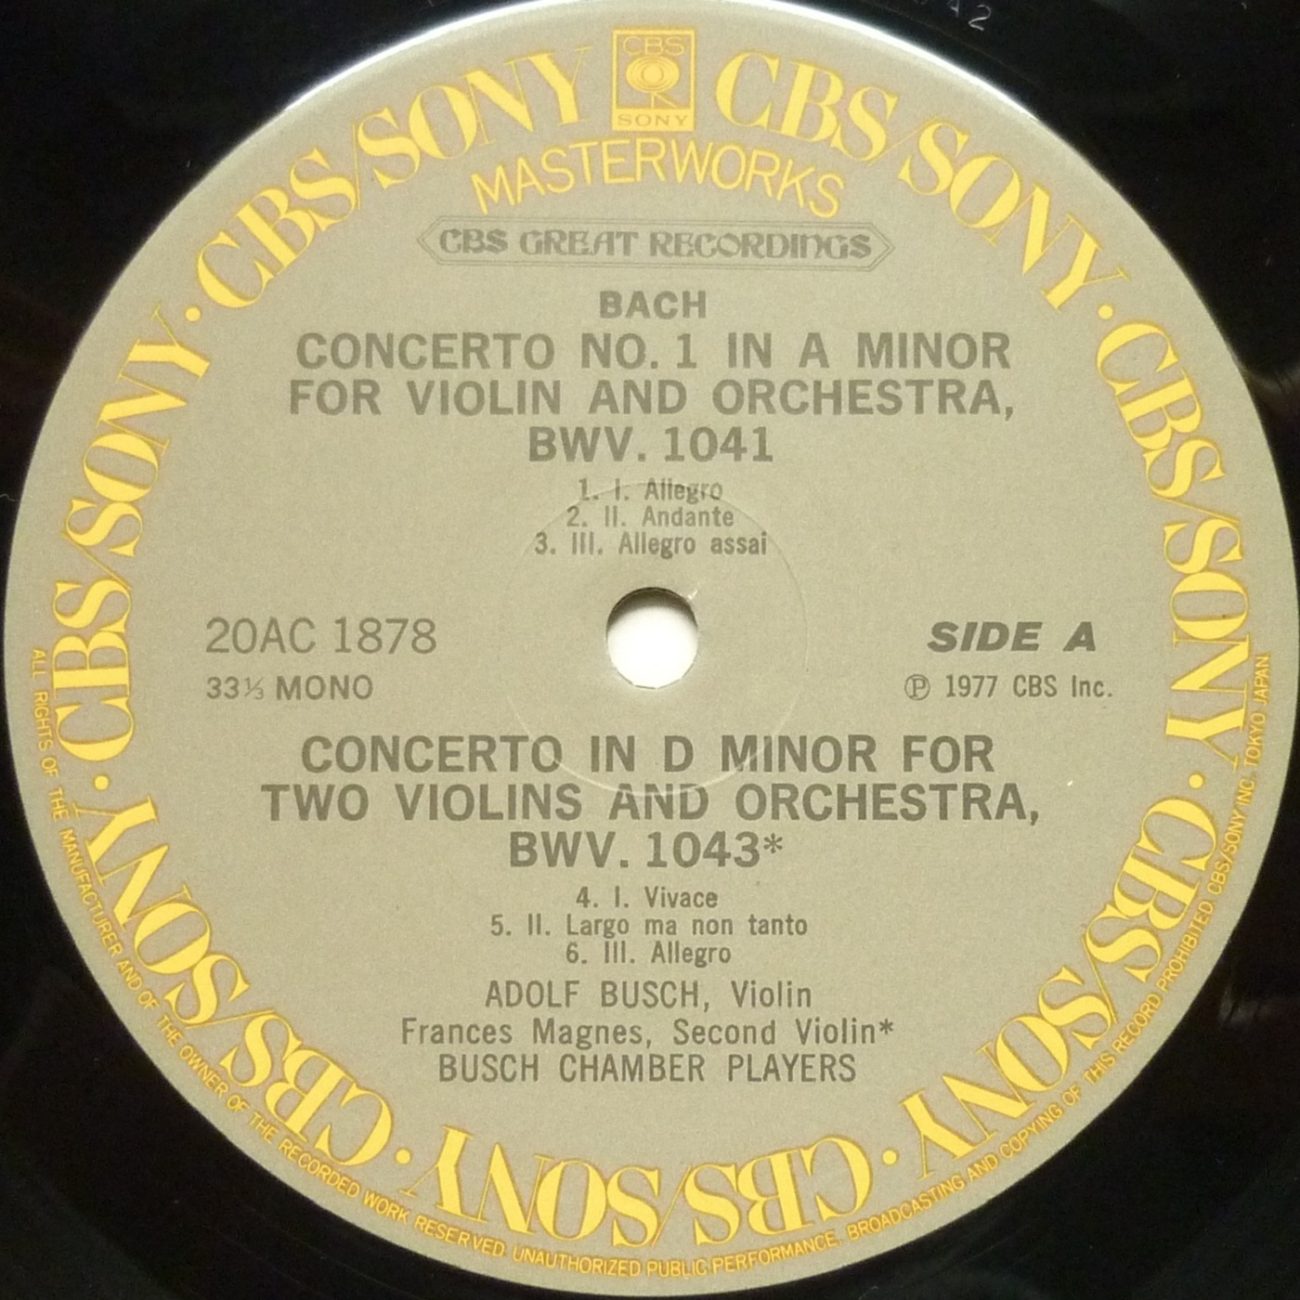 CBS
SONY
CBS/SONY · CBS/SONY · CBS/SONY · CBS/SONY · CBS/SONY · CBS/SONY · CBS/SONY · CBS/SONY
MASTERWORKS
CBS GREAT RECORDINGS
BACH
CONCERTO NO. 1 IN A MINOR
FOR VIOLIN AND ORCHESTRA,
BWV. 1041
1. I. Allegro
2. II. Andante
3. III. Allegro assai
20AC 1878
33⅓ MONO
SIDE A
Ⓟ 1977 CBS Inc.
CONCERTO IN D MINOR FOR
TWO VIOLINS AND ORCHESTRA,
BWV. 1043*
4. I. Vivace
5. II. Largo ma non tanto
6. III. Allegro
ADOLF BUSCH, Violin
Frances Magnes, Second Violin*
BUSCH CHAMBER PLAYERS
ALL RIGHTS OF THE MANUFACTURER AND OF THE OWNER OF THE RECORDED WORK RESERVED. UNAUTHORIZED PUBLIC PERFORMANCE, BROADCASTING AND COPYING OF THIS RECORD PROHIBITED. CBS/SONY INC. TOKYO JAPAN